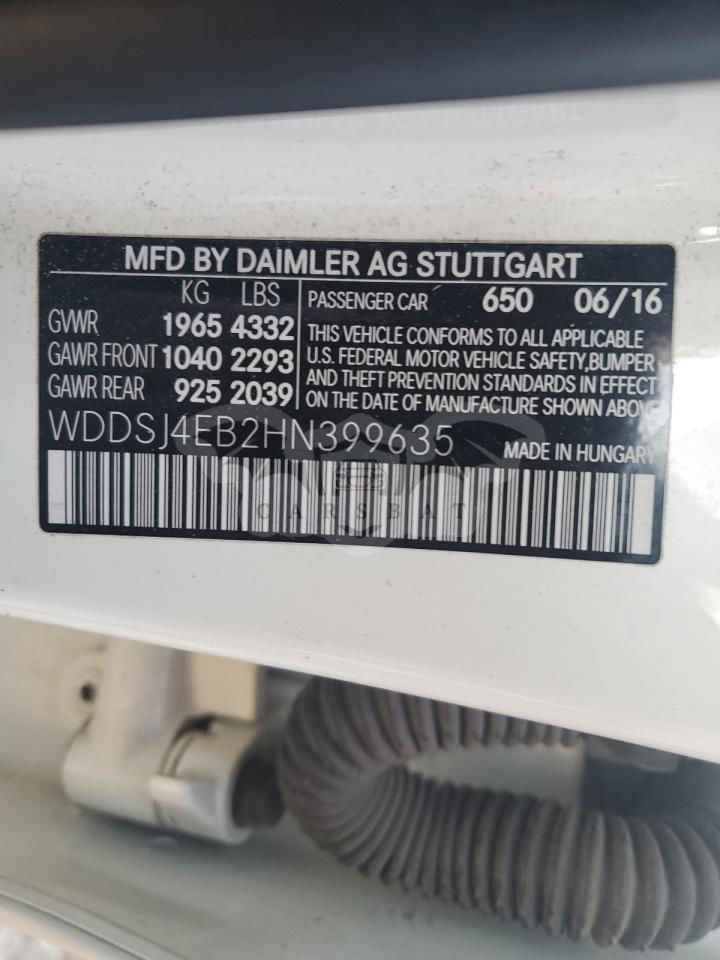 MFD BY DAIMLER AG STUTTGART
KG LBS
GVWR 1965 4332
GAWR FRONT 1040 2293
GAWR REAR 925 2039
PASSENGER CAR 650 06/16
THIS VEHICLE CONFORMS TO ALL APPLICABLE
U.S. FEDERAL MOTOR VEHICLE SAFETY,BUMPER
AND THEFT PREVENTION STANDARDS IN EFFECT
ON THE DATE OF MANUFACTURE SHOWN ABOVE
WDDSJ4EB2HN399635
MADE IN HUNGARY
CARSBAT